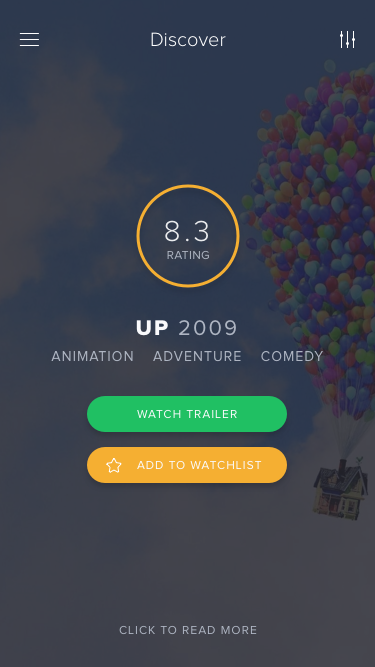 Discover
8.3
RATING
UP 2009
ANIMATION ADVENTURE COMEDY
WATCH TRAILER
ADD TO WATCHLIST
CLICK TO READ MORE